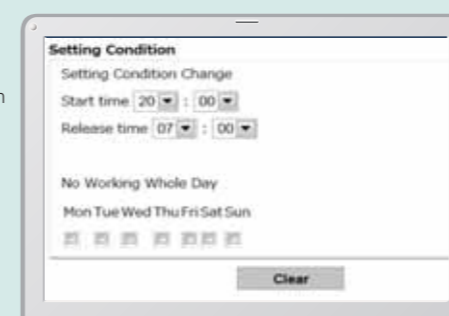 Setting Condition
Setting Condition Change
Start time 20 : 00
Release time 07 : 00
No Working Whole Day
Mon Tue Wed Thu Fri Sat Sun
Clear